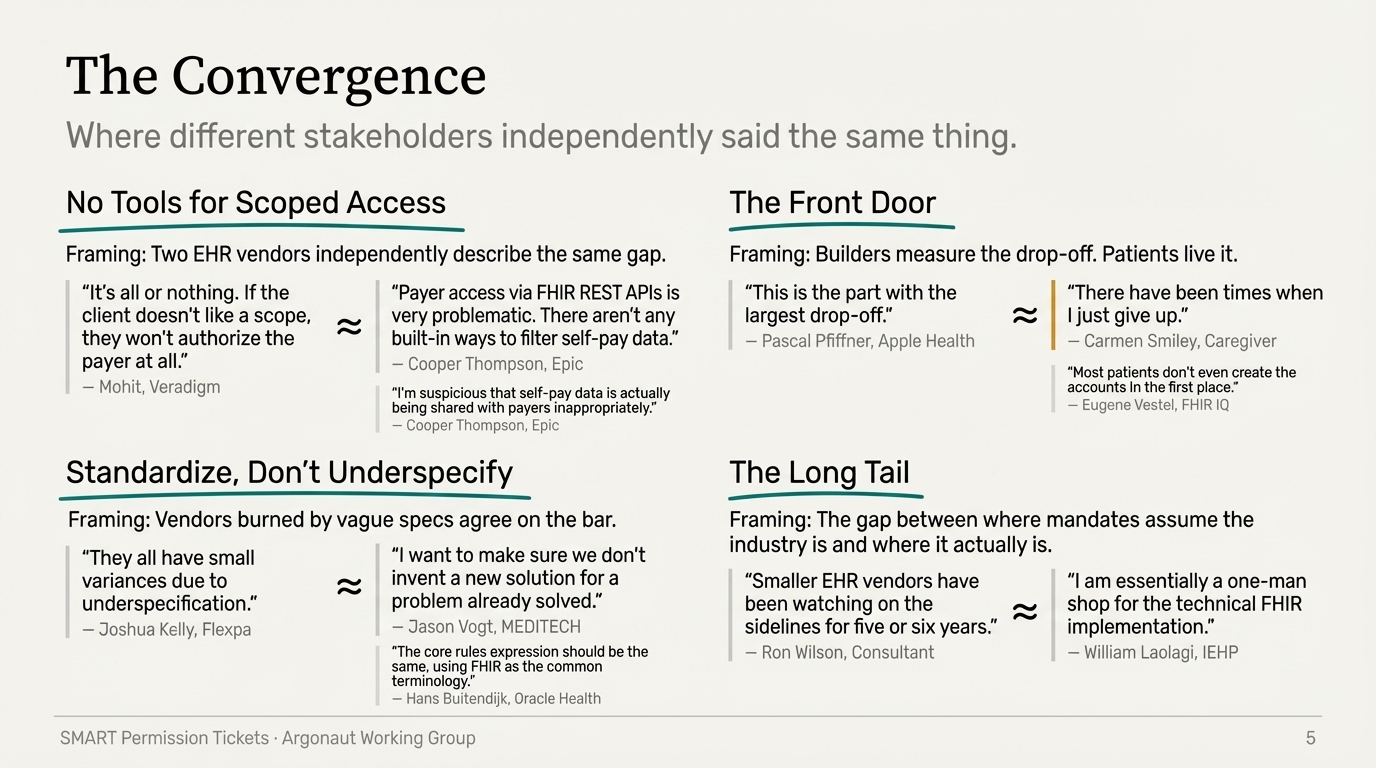 The Convergence
Where different stakeholders independently said the same thing.
No Tools for Scoped Access
Framing: Two EHR vendors independently describe the same gap.
“It’s all or nothing. If the
client doesn't like a scope,
they won't authorize the
payer at all.”
— Mohit, Veradigm
≈
“Payer access via FHIR REST APIs is
very problematic. There aren’t any
built-in ways to filter self-pay data.”
— Cooper Thompson, Epic
“I'm suspicious that self-pay data is actually
being shared with payers inappropriately.”
— Cooper Thompson, Epic
The Front Door
Framing: Builders measure the drop-off. Patients live it.
“This is the part with the
largest drop-off.”
— Pascal Pfiffner, Apple Health
≈
“There have been times when
I just give up.”
— Carmen Smiley, Caregiver
“Most patients don't even create the
accounts In the first place.”
— Eugene Vestel, FHIR IQ
Standardize, Don’t Underspecify
Framing: Vendors burned by vague specs agree on the bar.
“They all have small
variances due to
underspecification.”
— Joshua Kelly, Flexpa
≈
“I want to make sure we don’t
invent a new solution for a
problem already solved.”
— Jason Vogt, MEDITECH
“The core rules expression should be the
same, using FHIR as the common
terminology.”
— Hans Buitendijk, Oracle Health
The Long Tail
Framing: The gap between where mandates assume the
industry is and where it actually is.
“Smaller EHR vendors have
been watching on the
sidelines for five or six years.”
— Ron Wilson, Consultant
≈
“I am essentially a one-man
shop for the technical FHIR
implementation.”
— William Laolagi, IEHP
SMART Permission Tickets · Argonaut Working Group
5